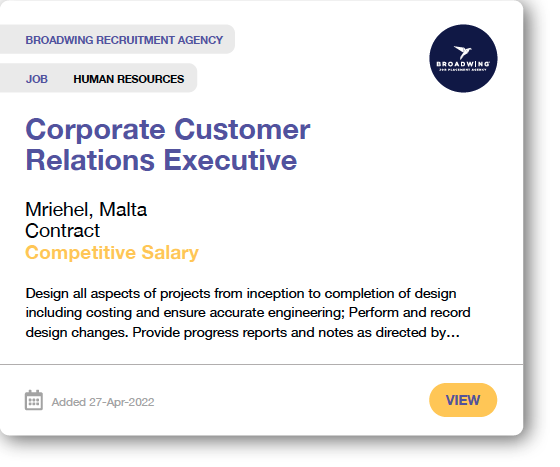 BROADWING RECRUITMENT AGENCY
BROADWING
JOB PLACEMENT AGENCY
JOB HUMAN RESOURCES
Corporate Customer
Relations Executive
Mriehel, Malta
Contract
Competitive Salary
Design all aspects of projects from inception to completion of design
including costing and ensure accurate engineering; Perform and record
design changes. Provide progress reports and notes as directed by...
Added 27-Apr-2022
VIEW